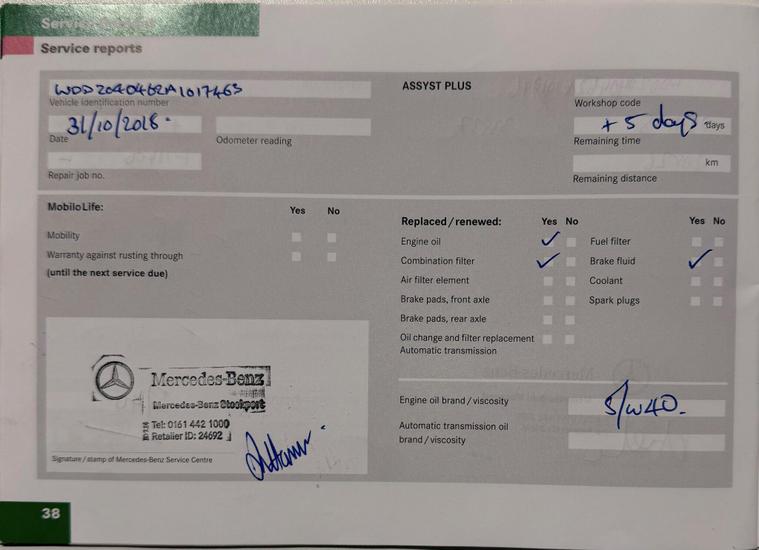 Service reports
WDD2040462A1017463
Vehicle identification number
ASSYST PLUS
Workshop code
31/10/2018
Date
Odometer reading
+ 5 days days
Remaining time
Repair job no.
km
Remaining distance
MobiloLife:
Yes No
Mobility
Warranty against rusting through
(until the next service due)
Replaced/renewed:
Yes No
Yes No
Engine oil
Fuel filter
Combination filter
Brake fluid
Air filter element
Coolant
Brake pads, front axle
Spark plugs
Brake pads, rear axle
Oil change and filter replacement
Automatic transmission
Mercedes-Benz
Mercedes-Benz Stockport
Tel: 0161 442 1000
Retailer ID: 24692
Signature/stamp of Mercedes-Benz Service Centre
Engine oil brand/viscosity
5/W40.
Automatic transmission oil
brand/viscosity
38